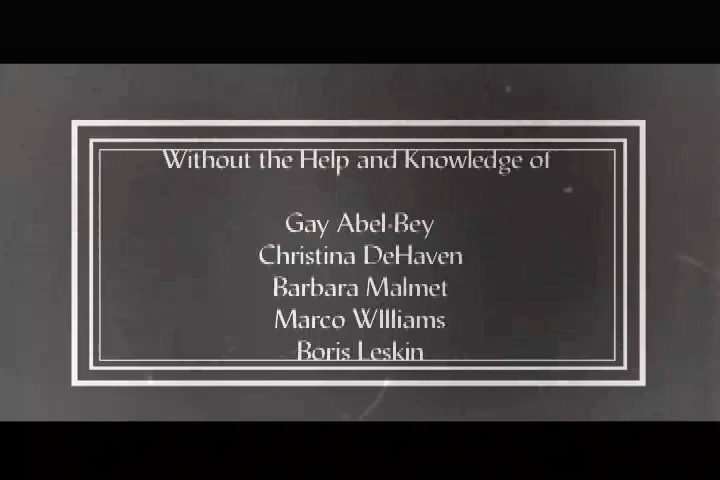 Without the Help and Knowledge of
Gay Abel-Bey
Christina DeHaven
Barbara Malmet
Marco WIlliams
Boris Leskin